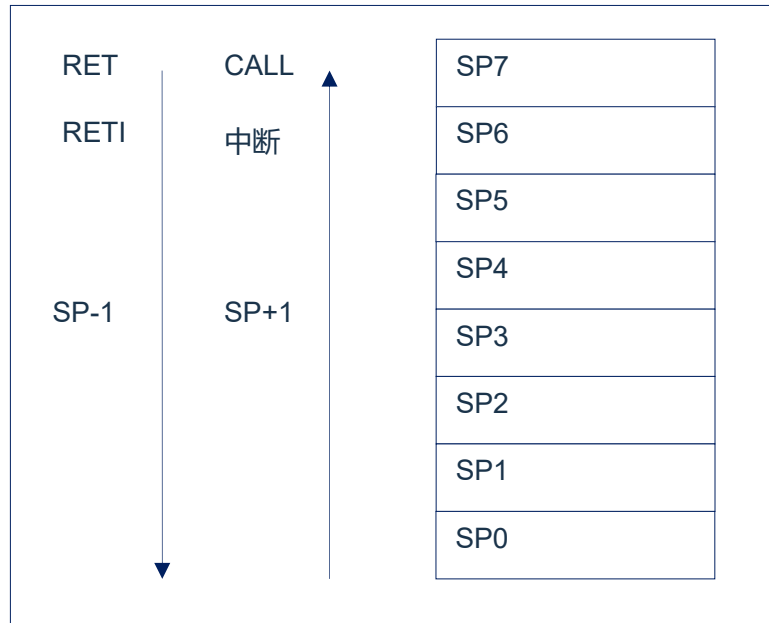 RET CALL SP7
RETI 中断 SP6
SP5
SP4
SP-1 SP+1 SP3
SP2
SP1
SP0